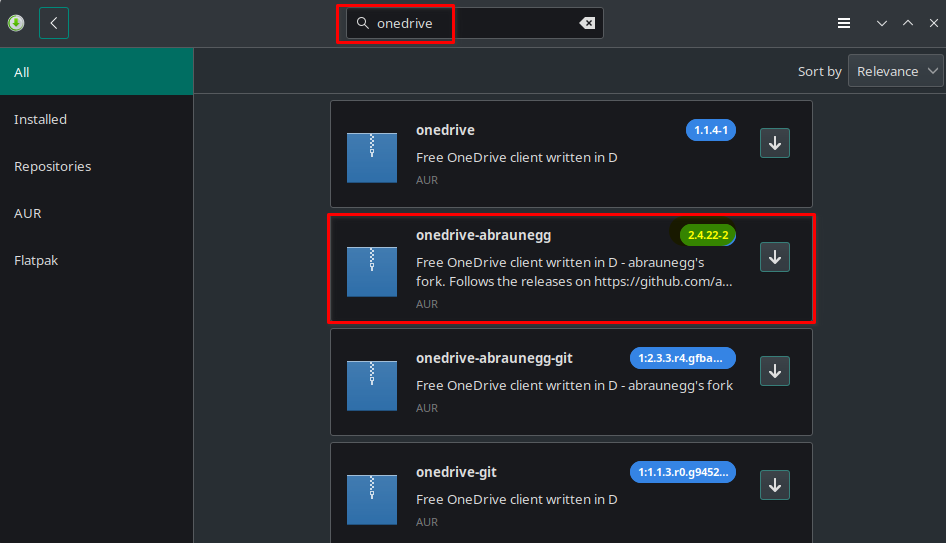 onedrive
All
Installed
Repositories
AUR
Flatpak
Sort by Relevance
onedrive 1.1.4-1
Free OneDrive client written in D
AUR
onedrive-abraunegg 2.4.22-2
Free OneDrive client written in D - abraunegg's
fork. Follows the releases on https://github.com/a...
AUR
onedrive-abraunegg-git 1:2.3.3.r4.gfba...
Free OneDrive client written in D - abraunegg's fork
AUR
onedrive-git 1:1.1.3.r0.g9452...
Free OneDrive client written in D
AUR